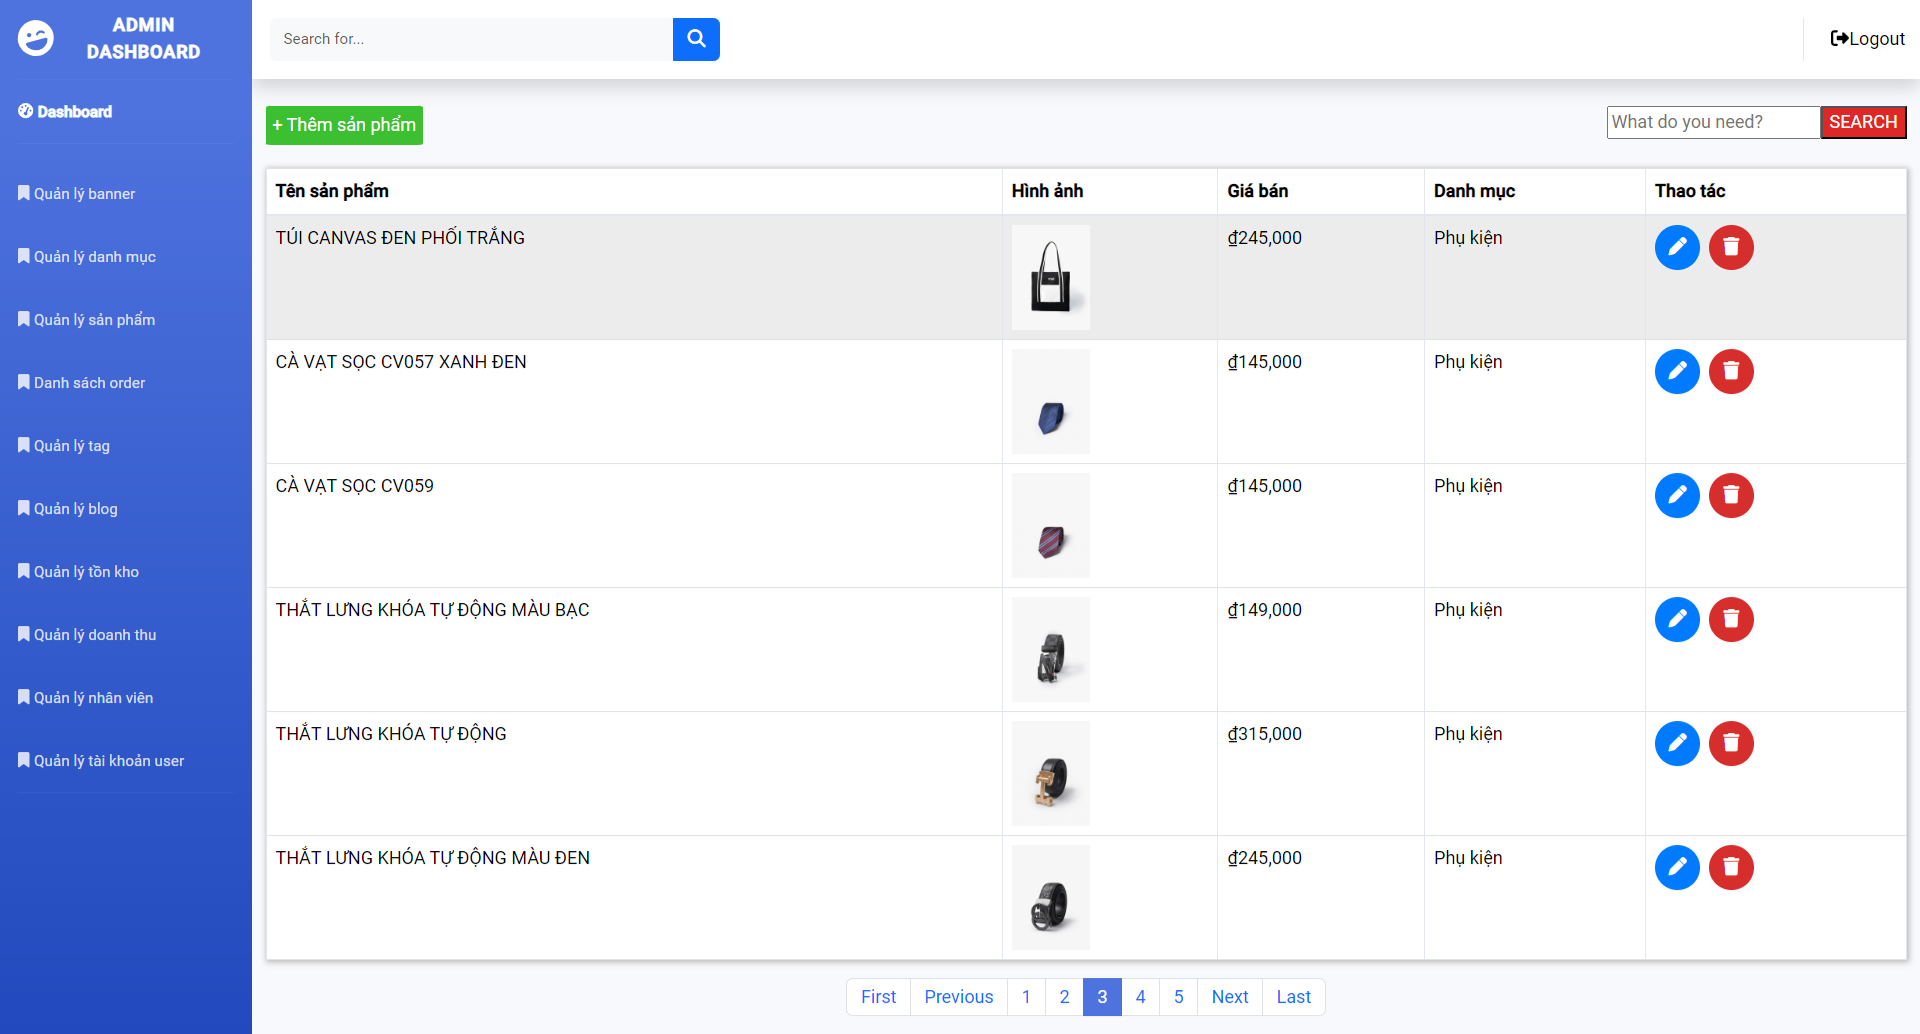 ADMIN
DASHBOARD
Search for...
Logout
Dashboard
Quản lý banner
Quản lý danh mục
Quản lý sản phẩm
Danh sách order
Quản lý tag
Quản lý blog
Quản lý tồn kho
Quản lý doanh thu
Quản lý nhân viên
Quản lý tài khoản user
+ Thêm sản phẩm
What do you need? SEARCH
Tên sản phẩm Hình ảnh Giá bán Danh mục Thao tác
TÚI CANVAS ĐEN PHỐI TRẮNG ₫245,000 Phụ kiện
CÀ VẠT SỌC CV057 XANH ĐEN ₫145,000 Phụ kiện
CÀ VẠT SỌC CV059 ₫145,000 Phụ kiện
THẮT LƯNG KHÓA TỰ ĐỘNG MÀU BẠC ₫149,000 Phụ kiện
THẮT LƯNG KHÓA TỰ ĐỘNG ₫315,000 Phụ kiện
THẮT LƯNG KHÓA TỰ ĐỘNG MÀU ĐEN ₫245,000 Phụ kiện
First Previous 1 2 3 4 5 Next Last